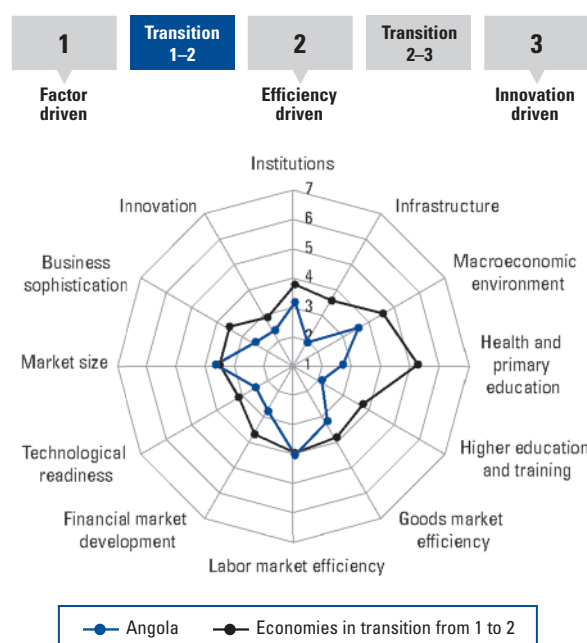 1
Transition
1–2
2
Transition
2–3
3
Factor
driven
Efficiency
driven
Innovation
driven
Institutions
7
6
5
4
3
2
1
Infrastructure
Macroeconomic
environment
Health and
primary
education
Higher education
and training
Goods market
efficiency
Labor market efficiency
Financial market
development
Technological
readiness
Market size
Business
sophistication
Innovation
Angola
Economies in transition from 1 to 2